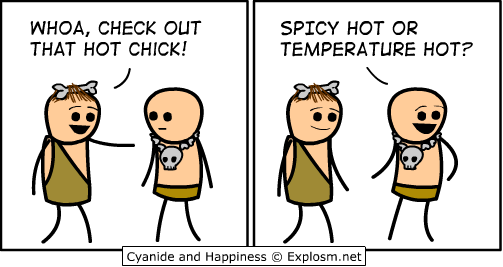 WHOA, CHECK OUT
THAT HOT CHICK!
SPICY HOT OR
TEMPERATURE HOT?
Cyanide and Happiness © Explosm.net